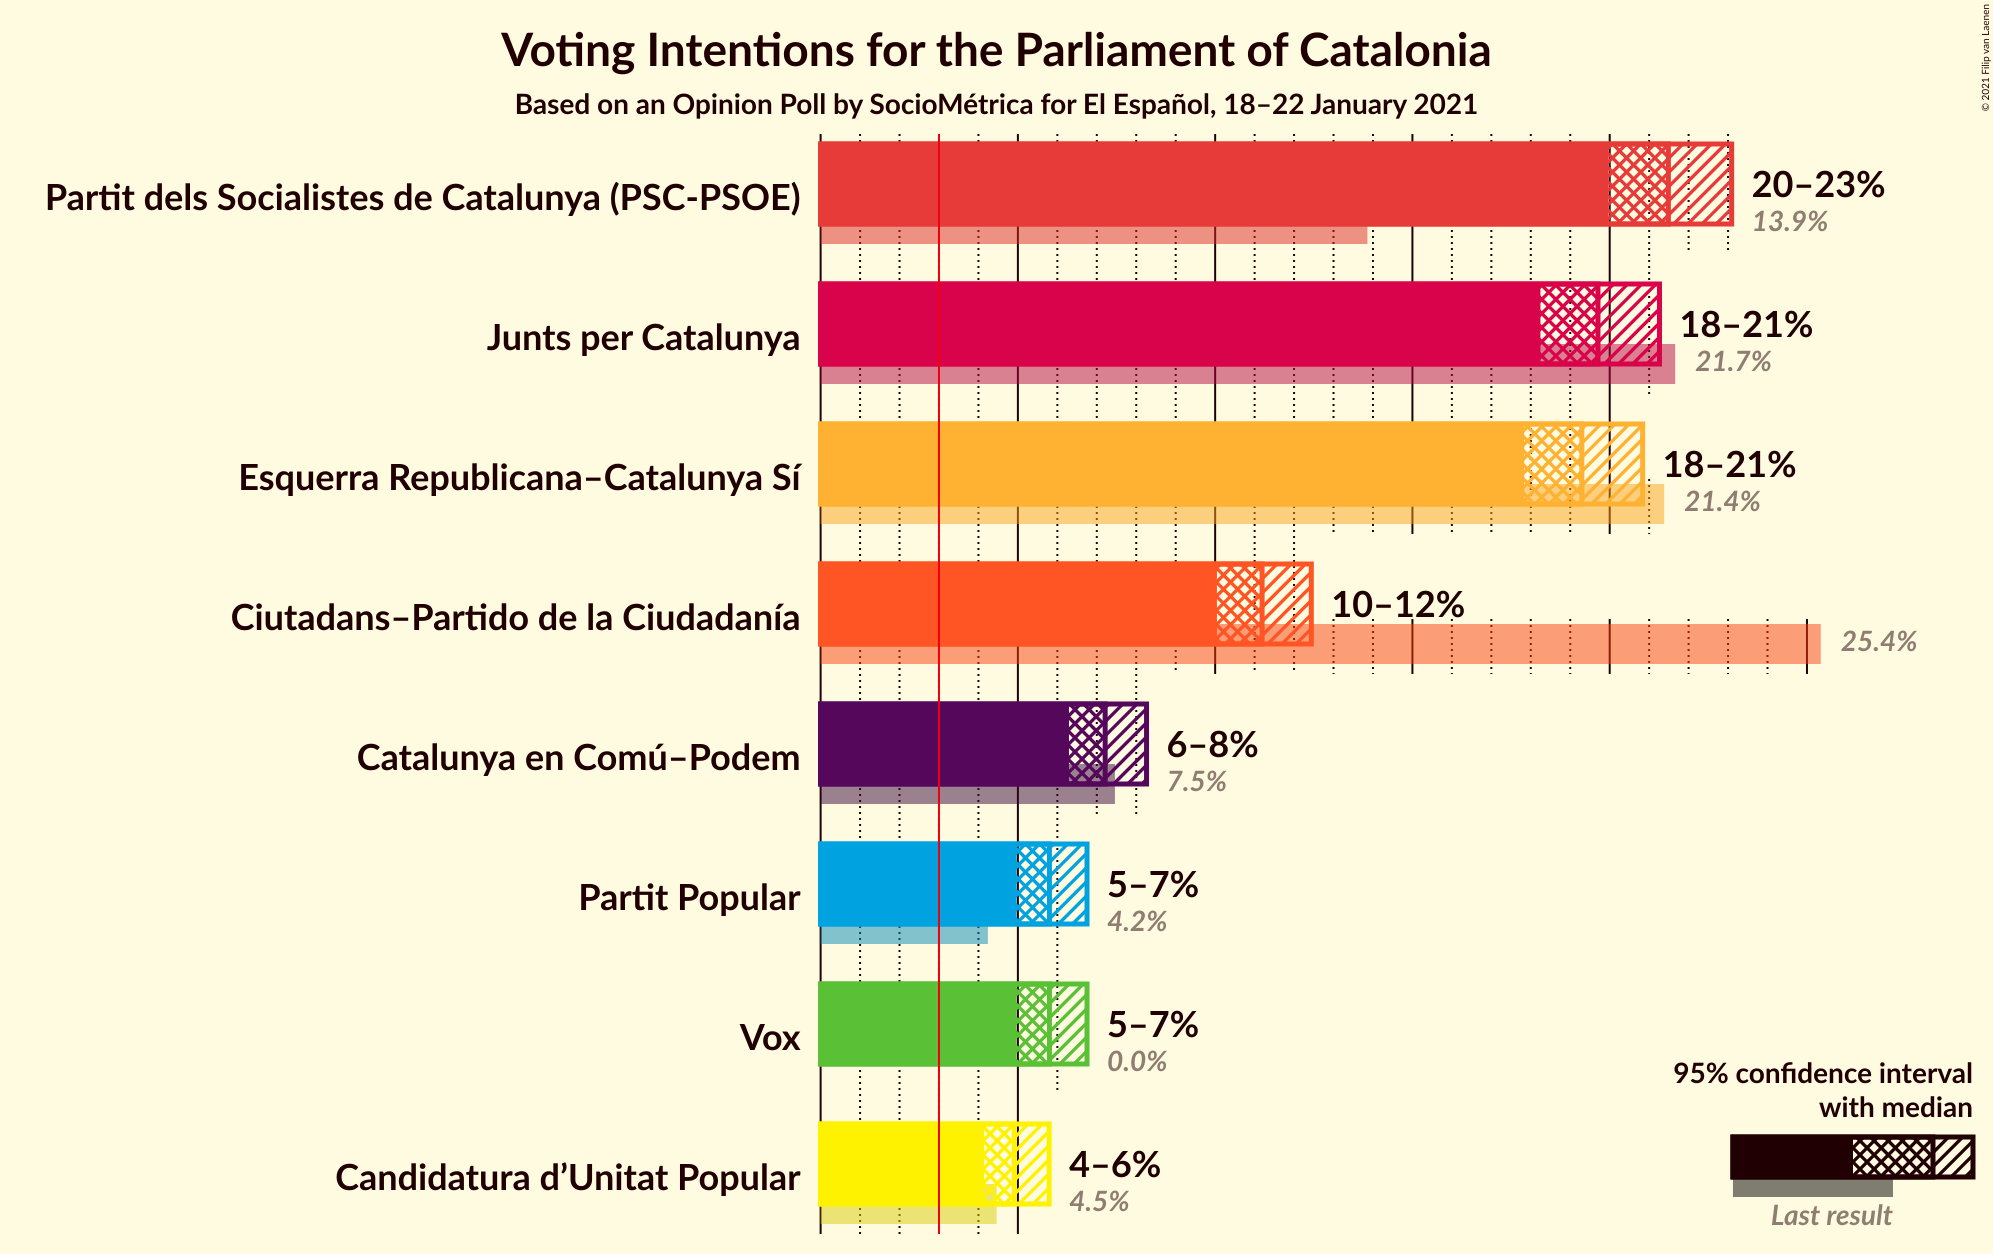 Voting Intentions for the Parliament of Catalonia
Based on an Opinion Poll by SocioMétrica for El Español, 18–22 January 2021
© 2021 Filip van Laenen
Partit dels Socialistes de Catalunya (PSC-PSOE)
20–23%
13.9%
Junts per Catalunya
18–21%
21.7%
Esquerra Republicana–Catalunya Sí
18–21%
21.4%
Ciutadans–Partido de la Ciudadanía
10–12%
25.4%
Catalunya en Comú–Podem
6–8%
7.5%
Partit Popular
5–7%
4.2%
Vox
5–7%
0.0%
Candidatura d’Unitat Popular
4–6%
4.5%
95% confidence interval
with median
Last result